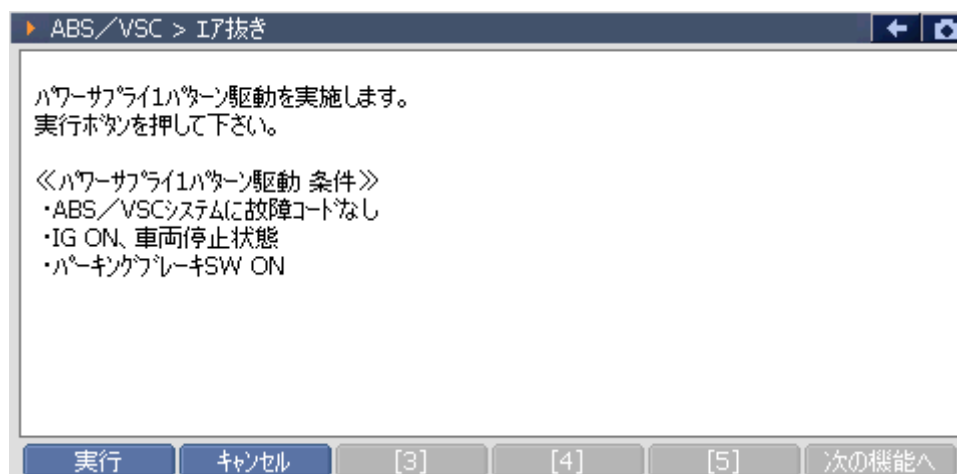 ABS／VSC > ｴｱ抜き
ﾊﾟﾜｰｻﾌﾟﾗｲ1ﾊﾟﾀｰﾝ駆動を実施します。
実行ﾎﾞﾀﾝを押して下さい。
≪ﾊﾟﾜｰｻﾌﾟﾗｲ1ﾊﾟﾀｰﾝ駆動 条件≫
・ABS／VSCｼｽﾃﾑに故障ｺｰﾄﾞなし
・IG ON、車両停止状態
・ﾊﾟｰｷﾝｸﾞﾌﾞﾚｰｷSW ON
実行 ｷｬﾝｾﾙ [3] [4] [5] 次の機能へ